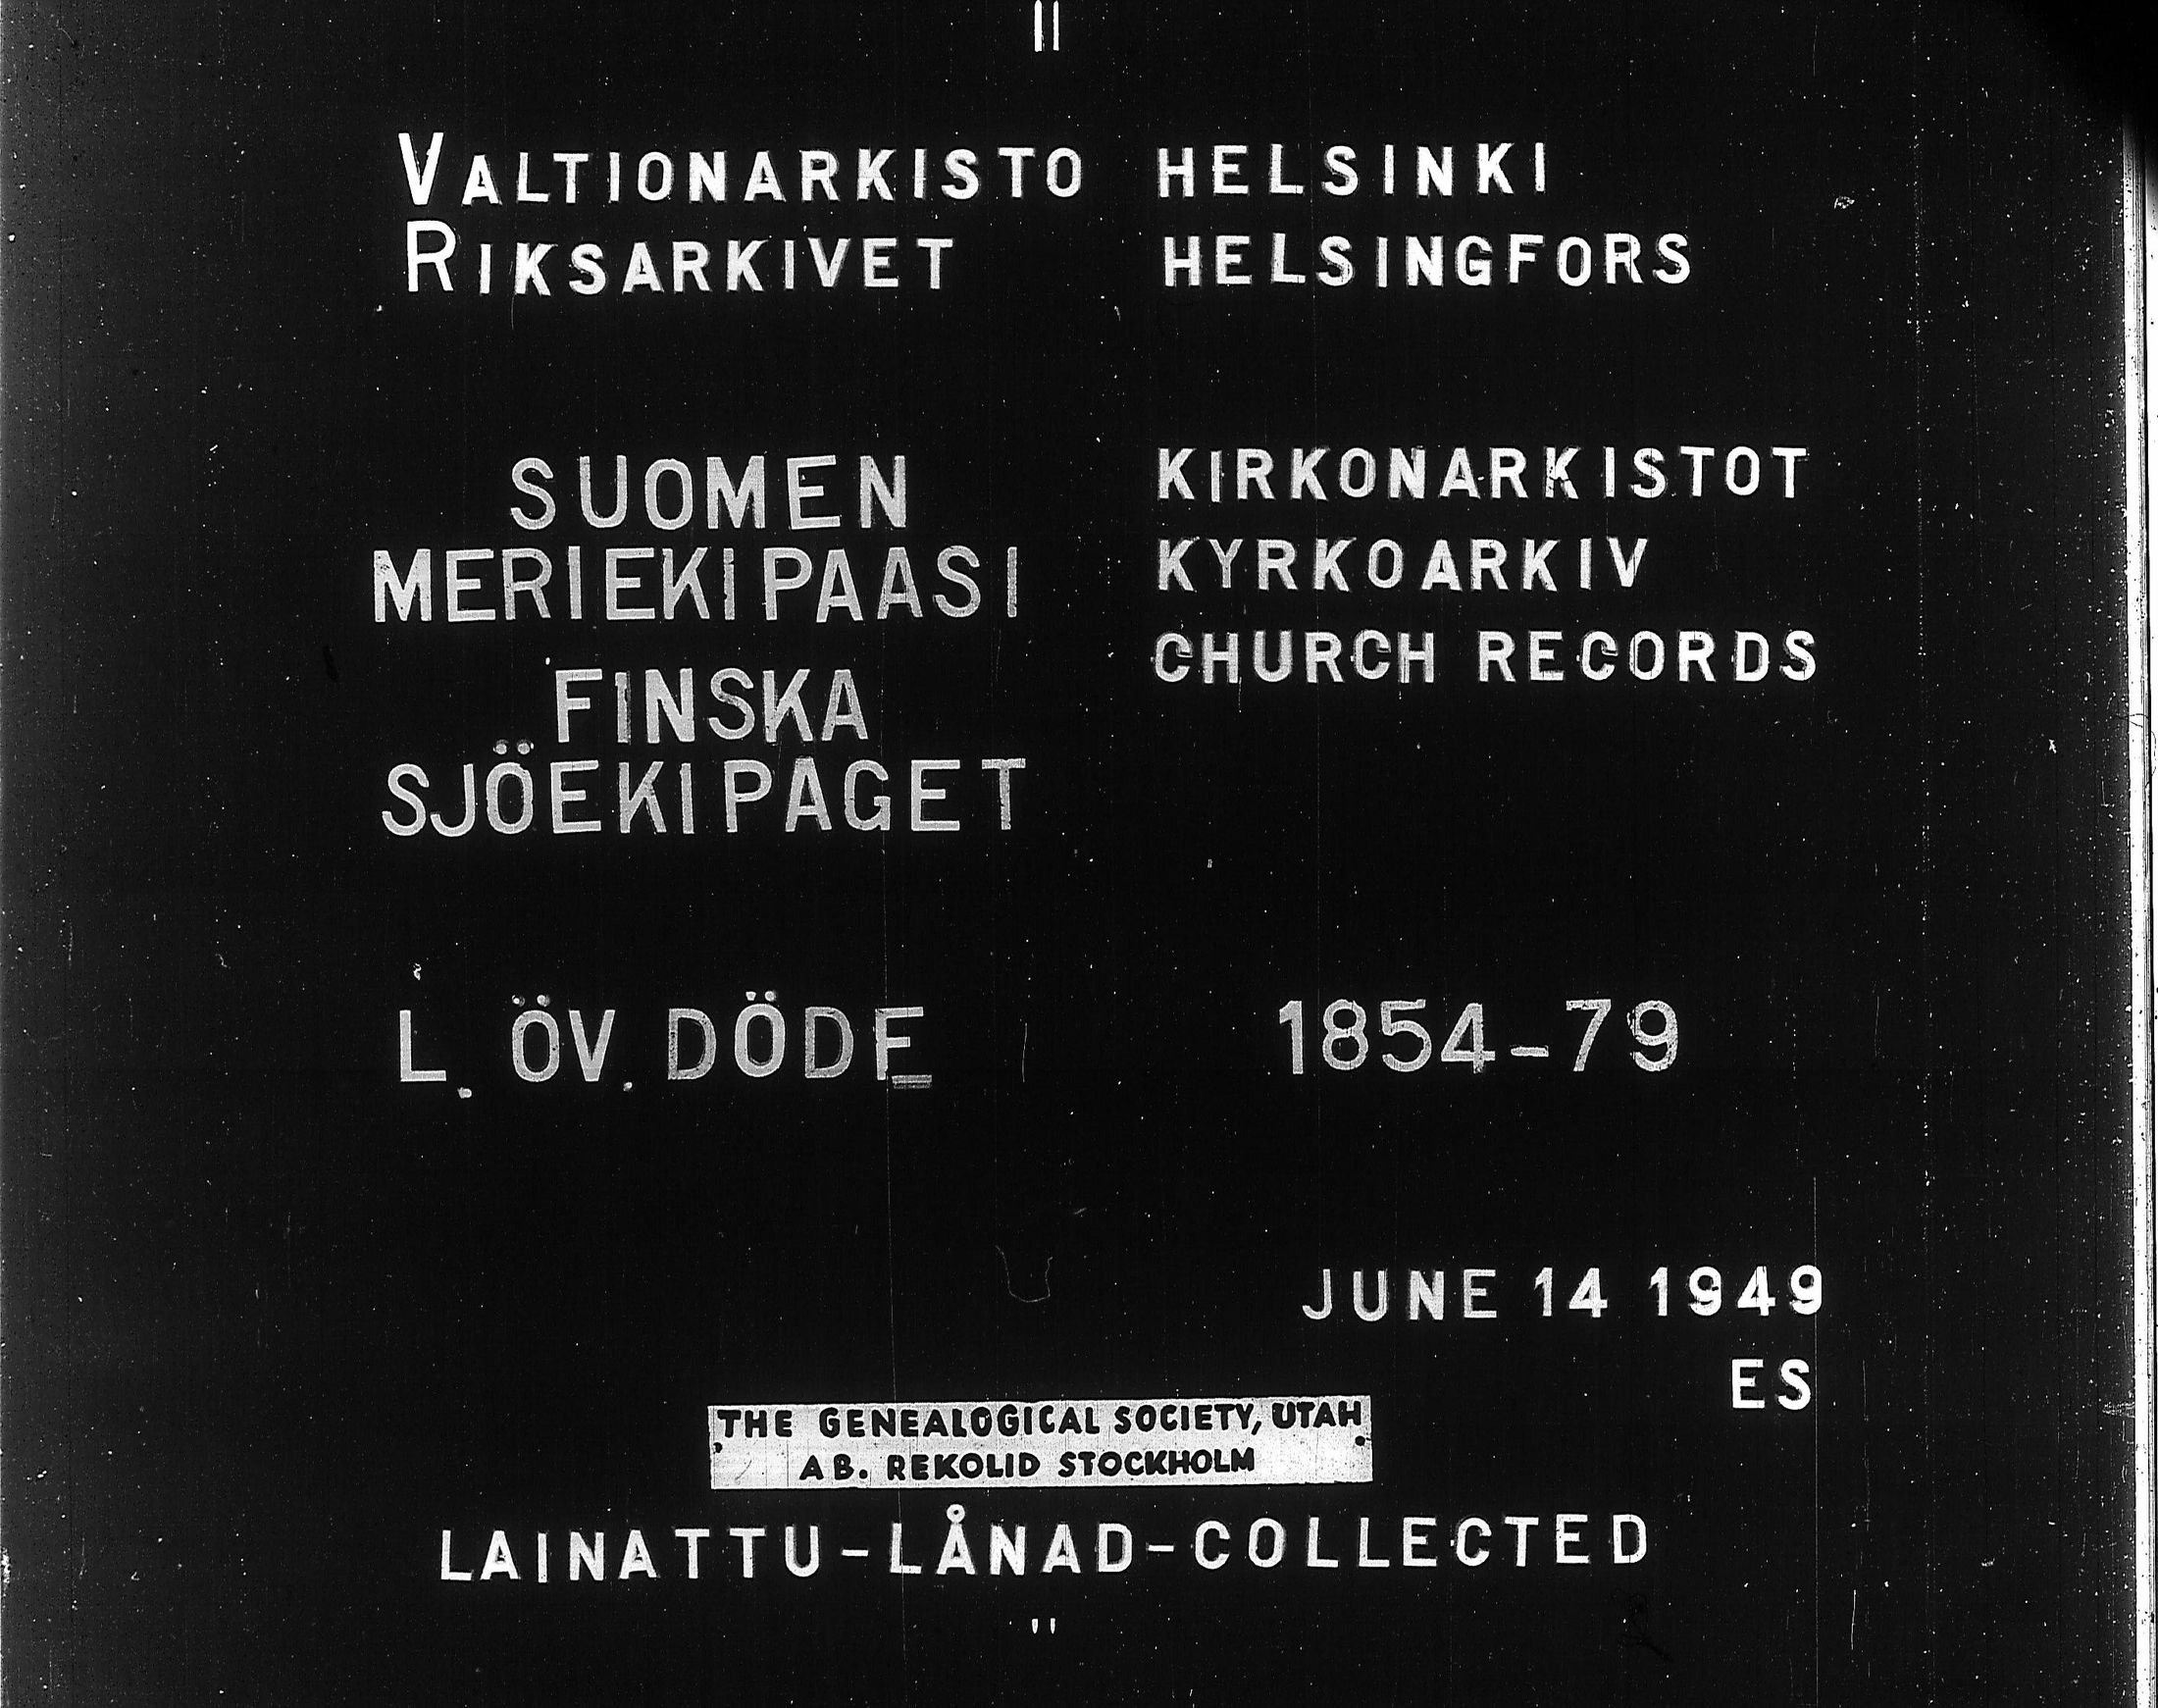 VALTIONARKISTO HELSINKI
RIKSARKIVET HELSINGFORS
SUOMEN
MERIEKIPAASI
FINSKA
SJÖEKIPAGET
KIRKONARKISTOT
KYRKOARKIV
CHURCH RECORDS
L. ÖV. DÖDE 1854-79
JUNE 14 1949
ES
THE GENEALOGICAL SOCIETY, UTAH
AB. REKOLID STOCKHOLM
LAINATTU-LÅNAD-COLLECTED